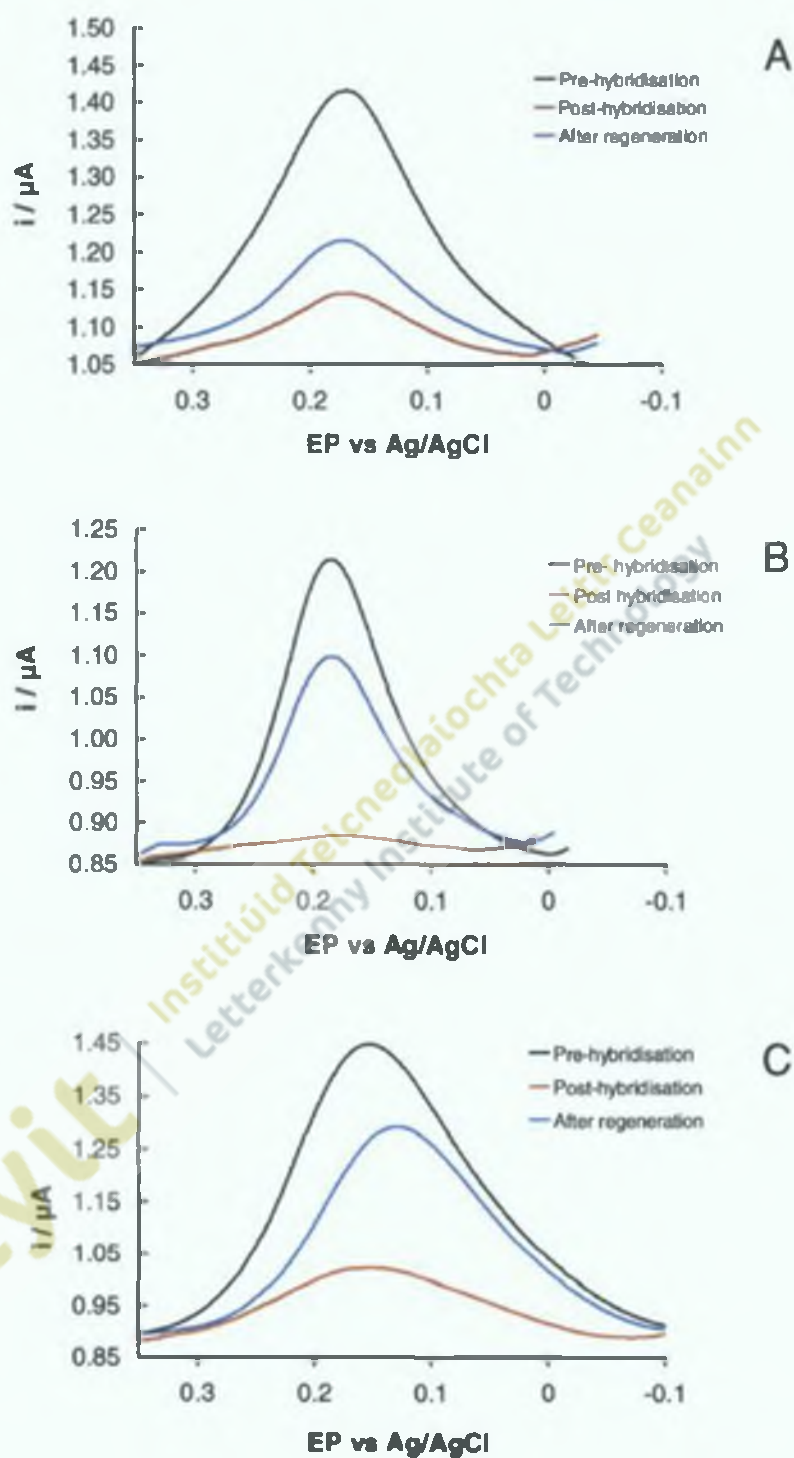 A
1.50
1.45
1.40
1.35
1.30
1.25
1.20
1.15
1.10
1.05
i / µA
Pre-hybridisation
Post-hybridisation
After regeneration
0.3 0.2 0.1 0 -0.1
EP vs Ag/AgCl
B
1.25
1.20
1.15
1.10
1.05
1.00
0.95
0.90
0.85
i / µA
Pre- hybridisation
Post hybridisation
After regeneration
0.3 0.2 0.1 0 -0.1
EP vs Ag/AgCl
C
1.45
1.35
1.25
1.15
1.05
0.95
0.85
i / µA
Pre-hybridisation
Post-hybridisation
After regeneration
0.3 0.2 0.1 0 -0.1
EP vs Ag/AgCl
Institiúid Teicneolaíochta Leitir Ceanainn
Letterkenny Institute of Technology